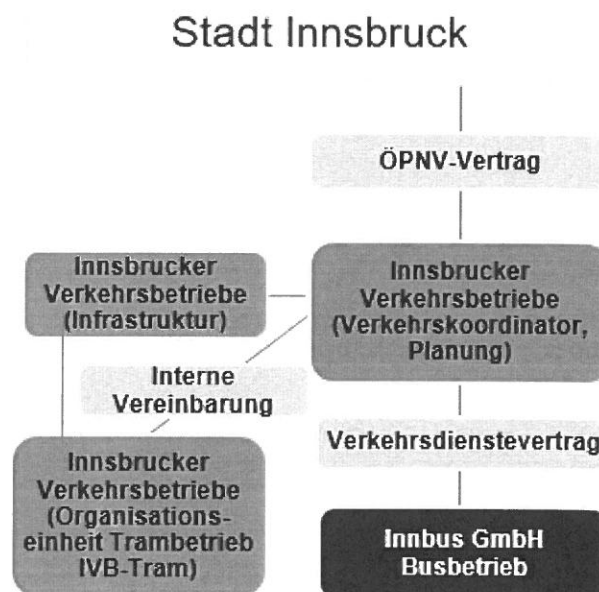 Stadt Innsbruck
ÖPNV-Vertrag
Innsbrucker
Verkehrsbetriebe
(Infrastruktur)
Innsbrucker
Verkehrsbetriebe
(Verkehrskoordinator,
Planung)
Interne
Vereinbarung
Verkehrsdienstevertrag
Innsbrucker
Verkehrsbetriebe
(Organisations-
einheit Trambetrieb
IVB-Tram)
Innbus GmbH
Busbetrieb